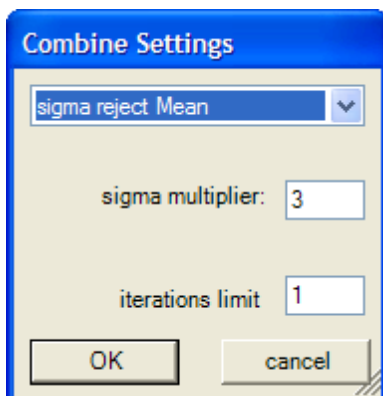 Combine Settings
sigma reject Mean
sigma multiplier: 3
iterations limit 1
OK cancel